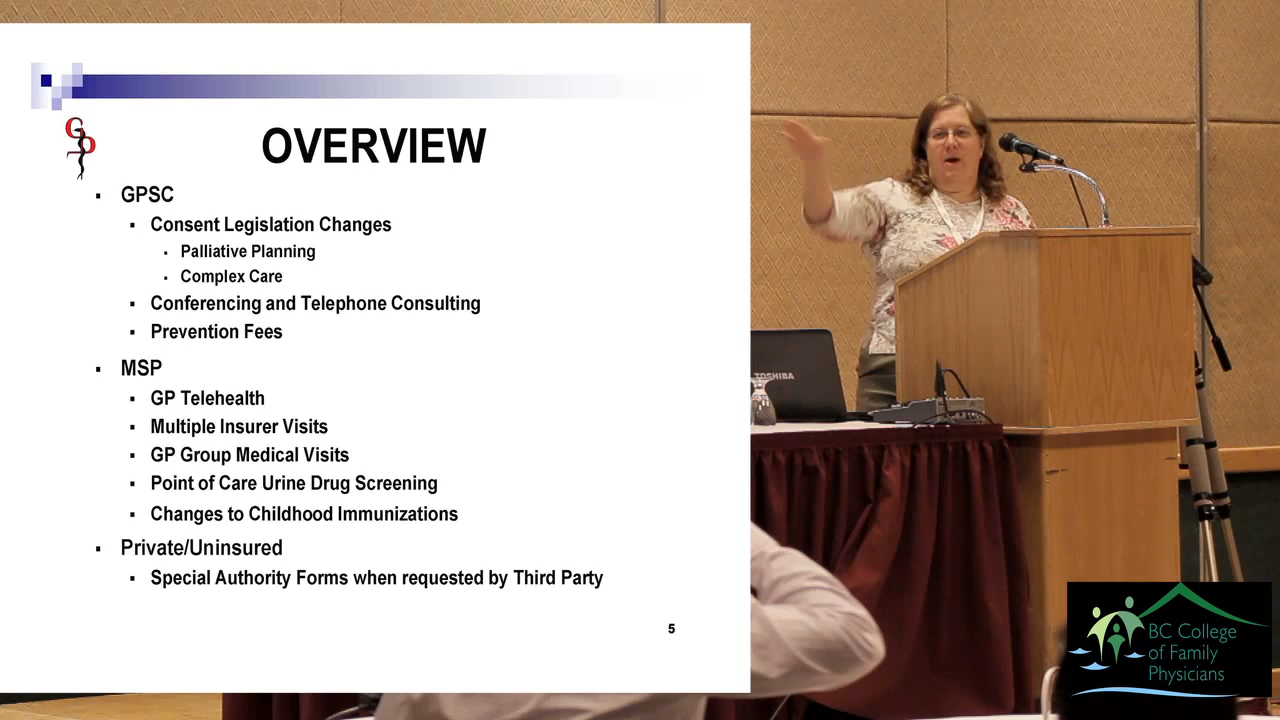 OVERVIEW
GPSC
Consent Legislation Changes
Palliative Planning
Complex Care
Conferencing and Telephone Consulting
Prevention Fees
MSP
GP Telehealth
Multiple Insurer Visits
GP Group Medical Visits
Point of Care Urine Drug Screening
Changes to Childhood Immunizations
Private/Uninsured
Special Authority Forms when requested by Third Party
5
TOSHIBA
BC College
of Family
Physicians